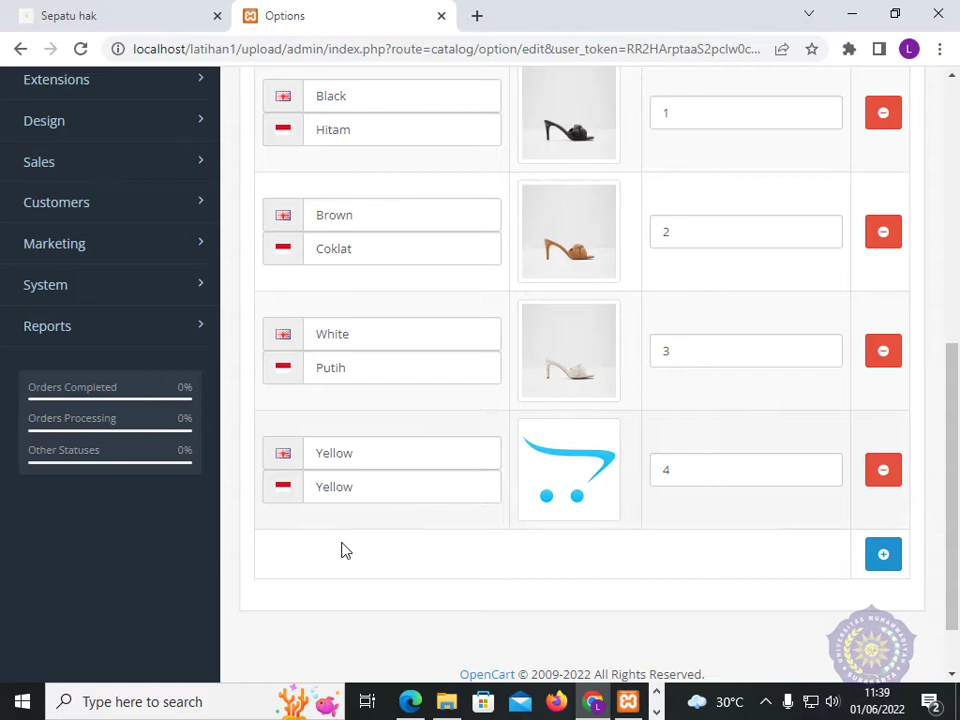 Sepatu hak
Options
localhost/latihan1/upload/admin/index.php?route=catalog/option/edit&user_token=RR2HArptaaS2pclw0c...
L
Extensions
Design
Sales
Customers
Marketing
System
Reports
Orders Completed 0%
Orders Processing 0%
Other Statuses 0%
Black
Hitam
1
Brown
Coklat
2
White
Putih
3
Yellow
Yellow
4
OpenCart © 2009-2022 All Rights Reserved.
Type here to search
30°C
11:39
01/06/2022
2